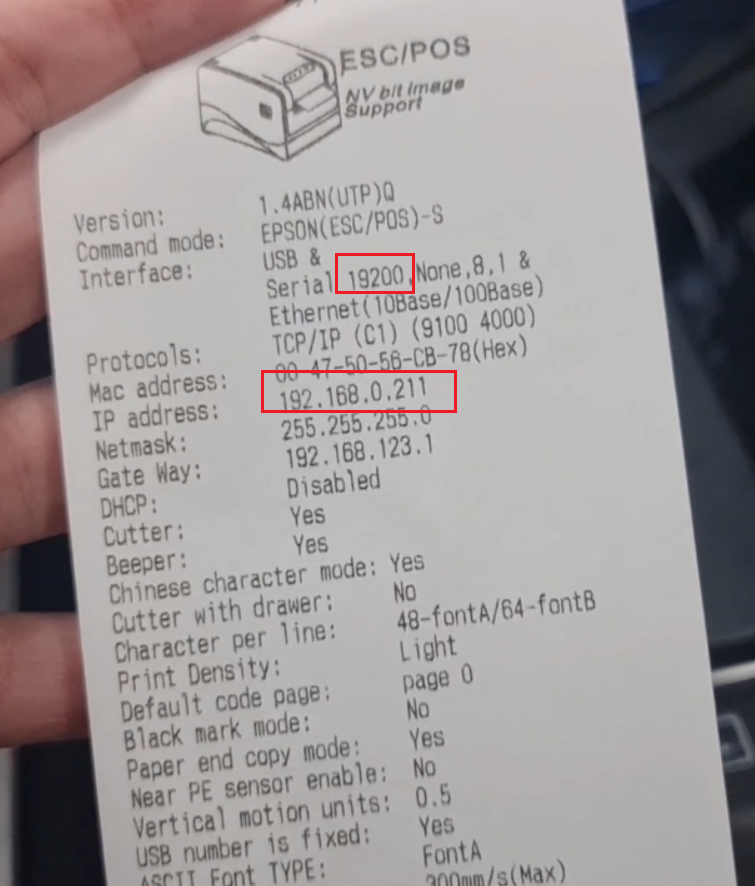 ESC/POS
NV bit image
Support
Version: 1.4ABN(UTP)Q
Command mode: EPSON(ESC/POS)-S
Interface: USB &
Serial 19200,None,8,1 &
Ethernet(10Base/100Base)
Protocols: TCP/IP (C1) (9100 4000)
Mac address: 00-47-50-56-CB-78(Hex)
IP address: 192.168.0.211
Netmask: 255.255.255.0
Gate Way: 192.168.123.1
DHCP: Disabled
Cutter: Yes
Beeper: Yes
Chinese character mode: Yes
Cutter with drawer: No
Character per line: 48-fontA/64-fontB
Print Density: Light
Default code page: page 0
Black mark mode: No
Paper end copy mode: Yes
Near PE sensor enable: No
Vertical motion units: 0.5
USB number is fixed: Yes
ASCII Font TYPE: FontA
300mm/s(Max)